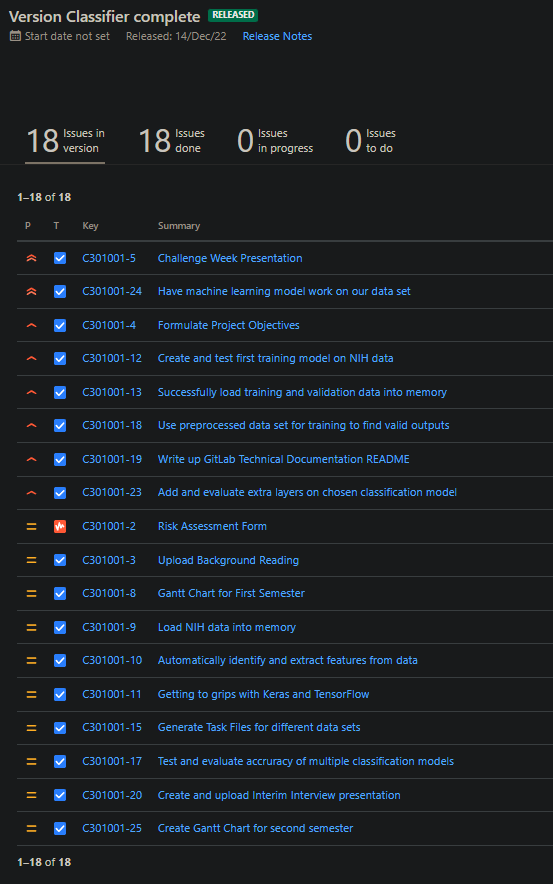 Version Classifier complete RELEASED
Start date not set Released: 14/Dec/22 Release Notes
18 Issues in version 18 Issues done 0 Issues in progress 0 Issues to do
1–18 of 18
P T Key Summary
C301001-5 Challenge Week Presentation
C301001-24 Have machine learning model work on our data set
C301001-4 Formulate Project Objectives
C301001-12 Create and test first training model on NIH data
C301001-13 Successfully load training and validation data into memory
C301001-18 Use preprocessed data set for training to find valid outputs
C301001-19 Write up GitLab Technical Documentation README
C301001-23 Add and evaluate extra layers on chosen classification model
C301001-2 Risk Assessment Form
C301001-3 Upload Background Reading
C301001-8 Gantt Chart for First Semester
C301001-9 Load NIH data into memory
C301001-10 Automatically identify and extract features from data
C301001-11 Getting to grips with Keras and TensorFlow
C301001-15 Generate Task Files for different data sets
C301001-17 Test and evaluate accruracy of multiple classification models
C301001-20 Create and upload Interim Interview presentation
C301001-25 Create Gantt Chart for second semester
1–18 of 18